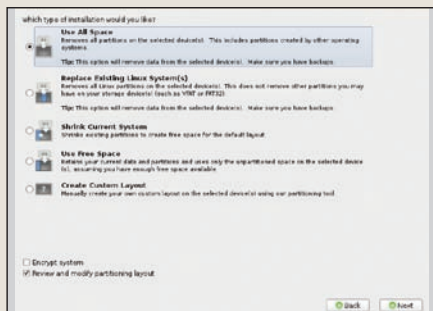 Which type of installation would you like?
Use All Space
Removes all partitions on the selected device(s). This includes partitions created by other operating
systems.
Tip: This option will remove data from the selected device(s). Make sure you have backups.
Replace Existing Linux System(s)
Removes all Linux partitions on the selected device(s). This does not remove other partitions you may
have on your storage device(s) (such as VFAT or FAT32).
Tip: This option will remove data from the selected device(s). Make sure you have backups.
Shrink Current System
Shrinks existing partitions to create free space for the default layout.
Use Free Space
Retains your current data and partitions and uses only the unpartitioned space on the selected device
(s), assuming you have enough free space available.
Create Custom Layout
Manually create your own custom layout on the selected device(s) using our partitioning tool.
Encrypt system
Review and modify partitioning layout
Back
Next